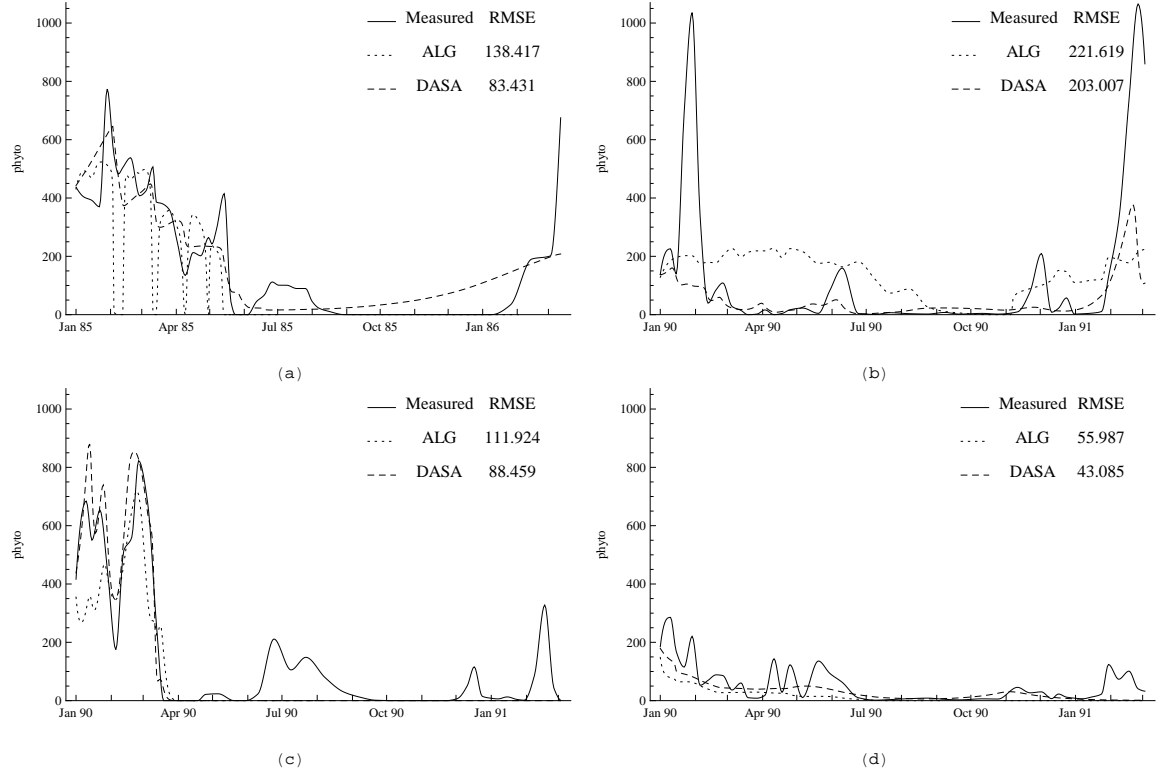 Measured RMSE
ALG 138.417
DASA 83.431
phyto
1000
800
600
400
200
0
Jan 85 Apr 85 Jul 85 Oct 85 Jan 86
(a)
Measured RMSE
ALG 221.619
DASA 203.007
phyto
1000
800
600
400
200
0
Jan 90 Apr 90 Jul 90 Oct 90 Jan 91
(b)
Measured RMSE
ALG 111.924
DASA 88.459
phyto
1000
800
600
400
200
0
Jan 90 Apr 90 Jul 90 Oct 90 Jan 91
(c)
Measured RMSE
ALG 55.987
DASA 43.085
phyto
1000
800
600
400
200
0
Jan 90 Apr 90 Jul 90 Oct 90 Jan 91
(d)